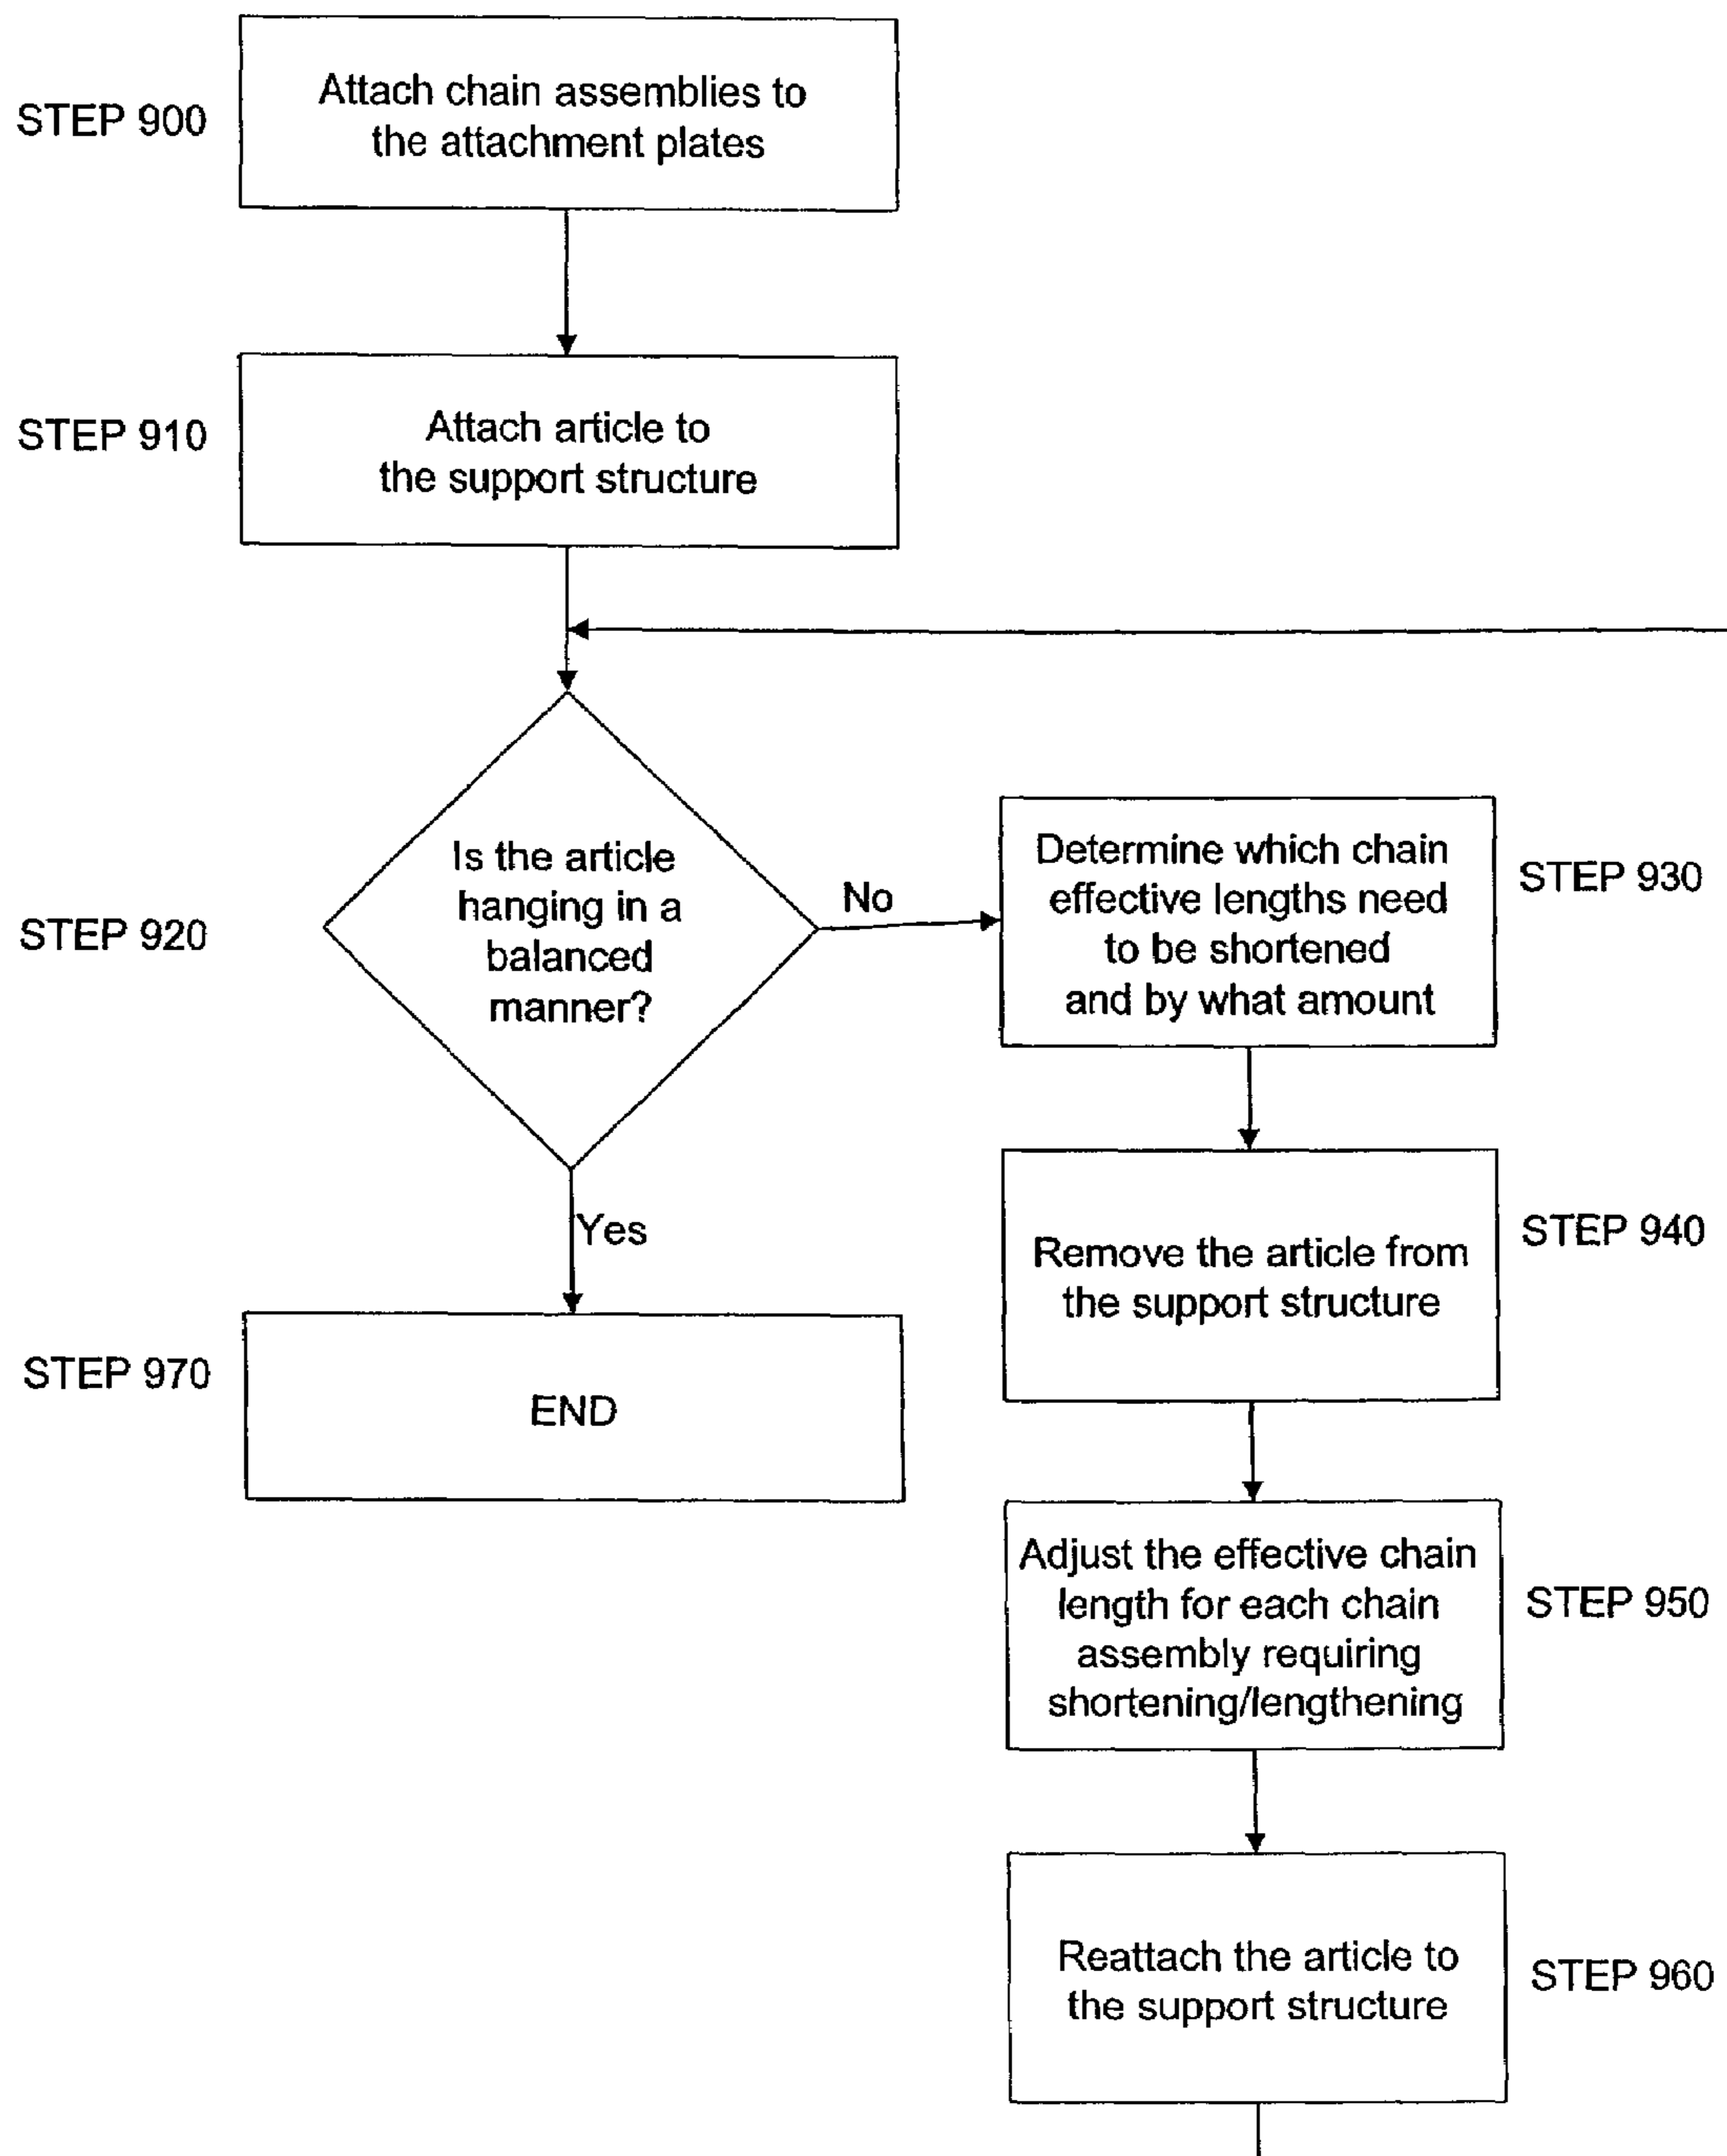 STEP 900
Attach chain assemblies to
the attachment plates
STEP 910
Attach article to
the support structure
STEP 920
Is the article
hanging in a
balanced
manner?
No
Determine which chain
effective lengths need
to be shortened
and by what amount
STEP 930
Yes
Remove the article from
the support structure
STEP 940
STEP 970
END
Adjust the effective chain
length for each chain
assembly requiring
shortening/lengthening
STEP 950
Reattach the article to
the support structure
STEP 960